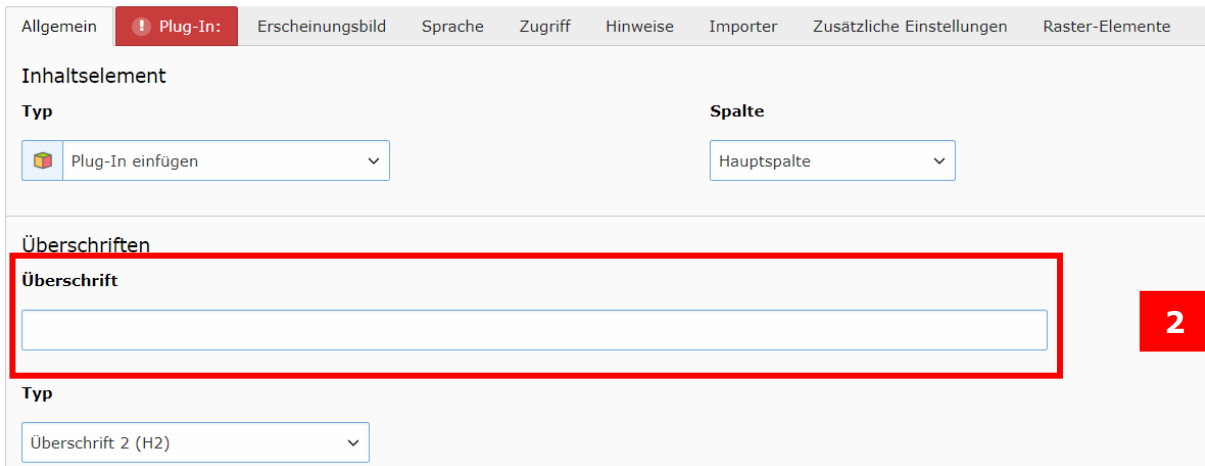 Allgemein ! Plug-In: Erscheinungsbild Sprache Zugriff Hinweise Importer Zusätzliche Einstellungen Raster-Elemente
Inhaltselement
Typ Spalte
Plug-In einfügen Hauptspalte
Überschriften
Überschrift
2
Typ
Überschrift 2 (H2)